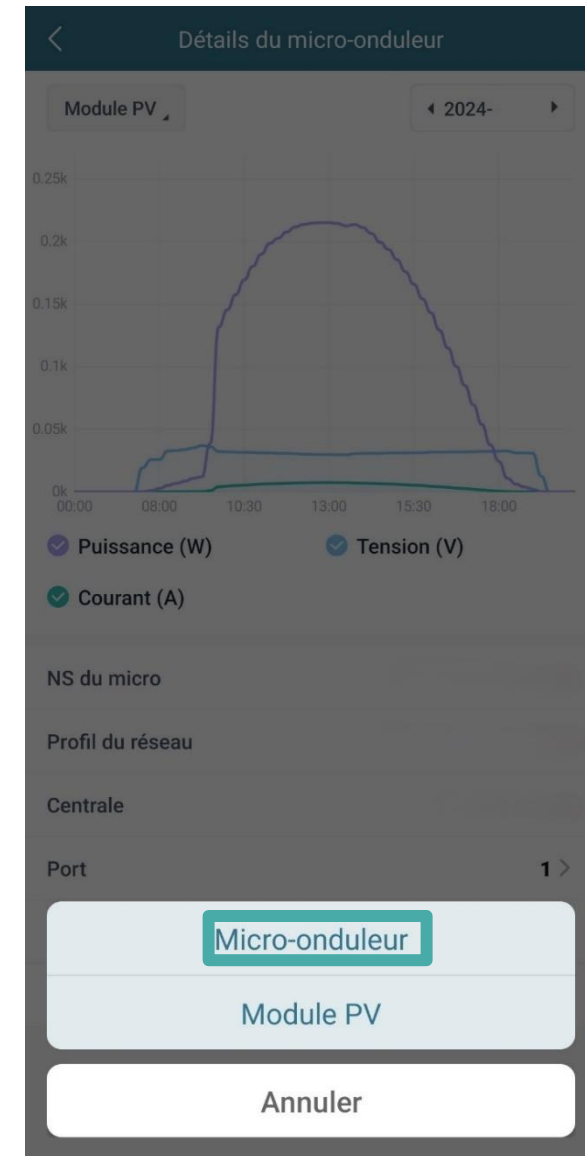 Détails du micro-onduleur
Module PV
2024-
0.25k
0.2k
0.15k
0.1k
0.05k
0k
00:00 08:00 10:30 13:00 15:30 18:00
Puissance (W) Tension (V)
Courant (A)
NS du micro
Profil du réseau
Centrale
Port 1
Micro-onduleur
Module PV
Annuler